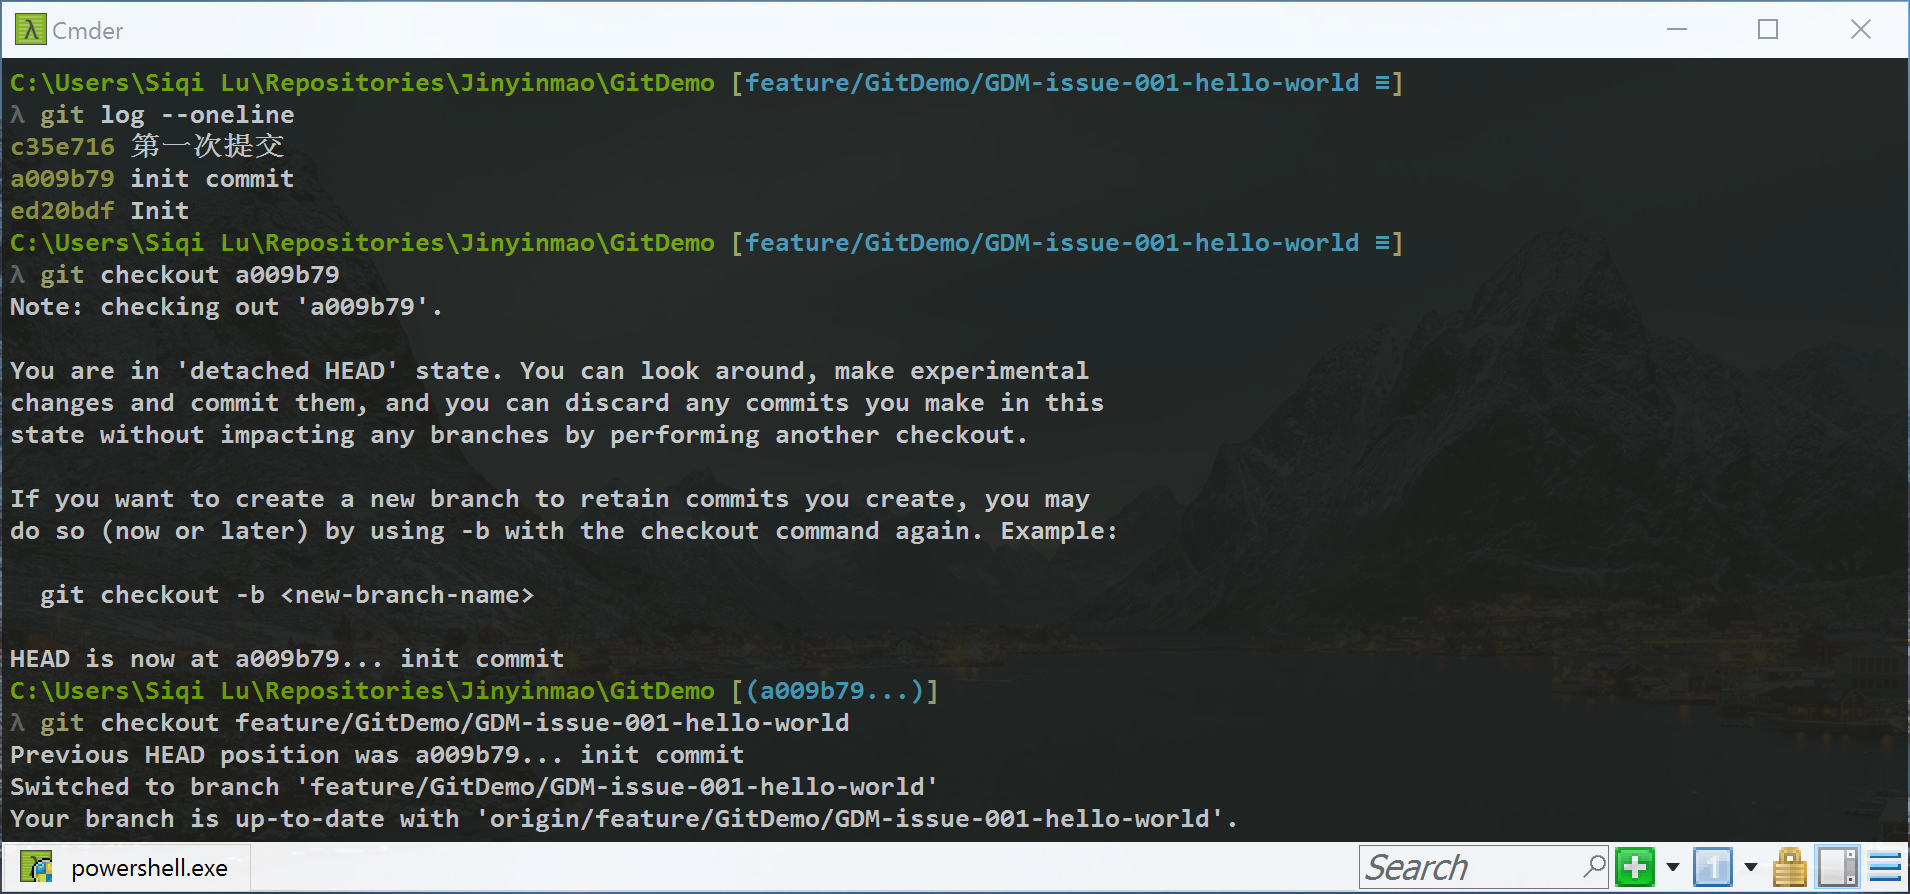 Cmder
C:\Users\Siqi Lu\Repositories\Jinyinmao\GitDemo [feature/GitDemo/GDM-issue-001-hello-world ≡]
λ git log --oneline
c35e716 第一次提交
a009b79 init commit
ed20bdf Init
C:\Users\Siqi Lu\Repositories\Jinyinmao\GitDemo [feature/GitDemo/GDM-issue-001-hello-world ≡]
λ git checkout a009b79
Note: checking out 'a009b79'.
You are in 'detached HEAD' state. You can look around, make experimental
changes and commit them, and you can discard any commits you make in this
state without impacting any branches by performing another checkout.
If you want to create a new branch to retain commits you create, you may
do so (now or later) by using -b with the checkout command again. Example:
git checkout -b <new-branch-name>
HEAD is now at a009b79... init commit
C:\Users\Siqi Lu\Repositories\Jinyinmao\GitDemo [(a009b79...)]
λ git checkout feature/GitDemo/GDM-issue-001-hello-world
Previous HEAD position was a009b79... init commit
Switched to branch 'feature/GitDemo/GDM-issue-001-hello-world'
Your branch is up-to-date with 'origin/feature/GitDemo/GDM-issue-001-hello-world'.
powershell.exe
Search
1